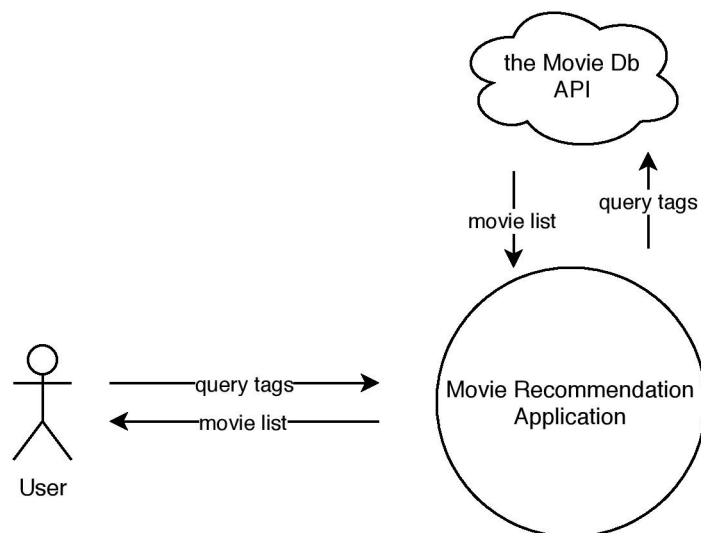 the Movie Db
API
movie list
query tags
query tags
movie list
Movie Recommendation
Application
User